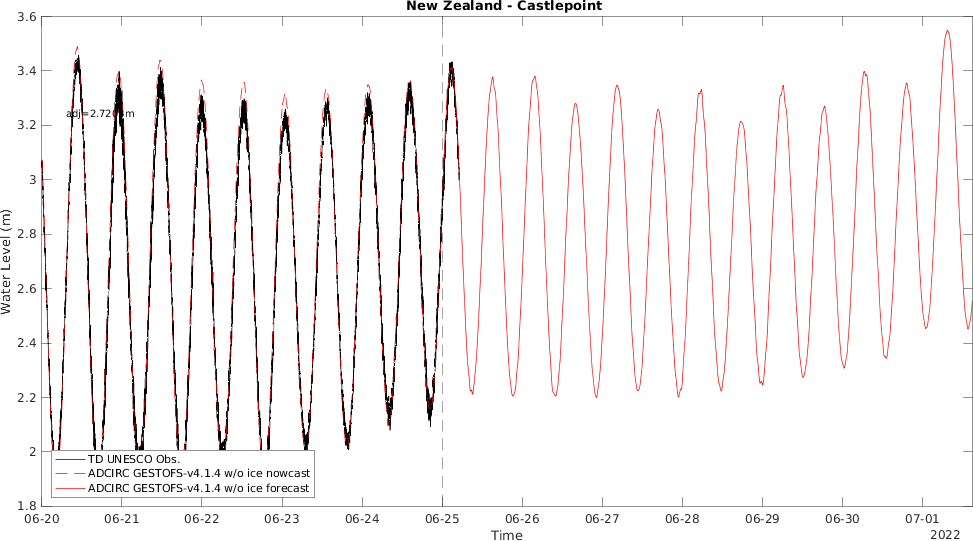 New Zealand - Castlepoint
3.6
3.4
3.2
3
2.8
2.6
2.4
2.2
2
1.8
Water Level (m)
TD UNESCO Obs.
ADCIRC GESTOFS-v4.1.4 w/o ice nowcast
ADCIRC GESTOFS-v4.1.4 w/o ice forecast
06-20 06-21 06-22 06-23 06-24 06-25 06-26 06-27 06-28 06-29 06-30 07-01
2022
Time